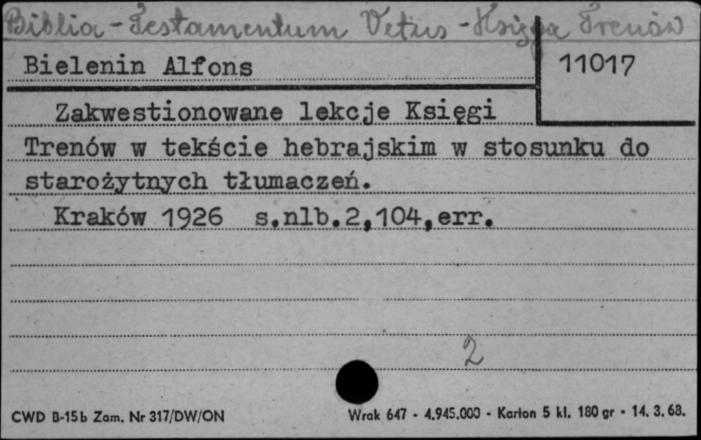 Biblia - Testamentum Vetus - Księga Trenów
Bielenin Alfons
11017
Zakwestionowane lekcje Księgi
Trenów w tekście hebrajskim w stosunku do
starożytnych tłumaczeń.
Kraków 1926 s.nlb.2,104,err.
2
CWD B-15b Zam. Nr 317/DW/ON
Wrak 647 - 4.945.000 - Karton 5 kl. 180 gr - 14.3.68.